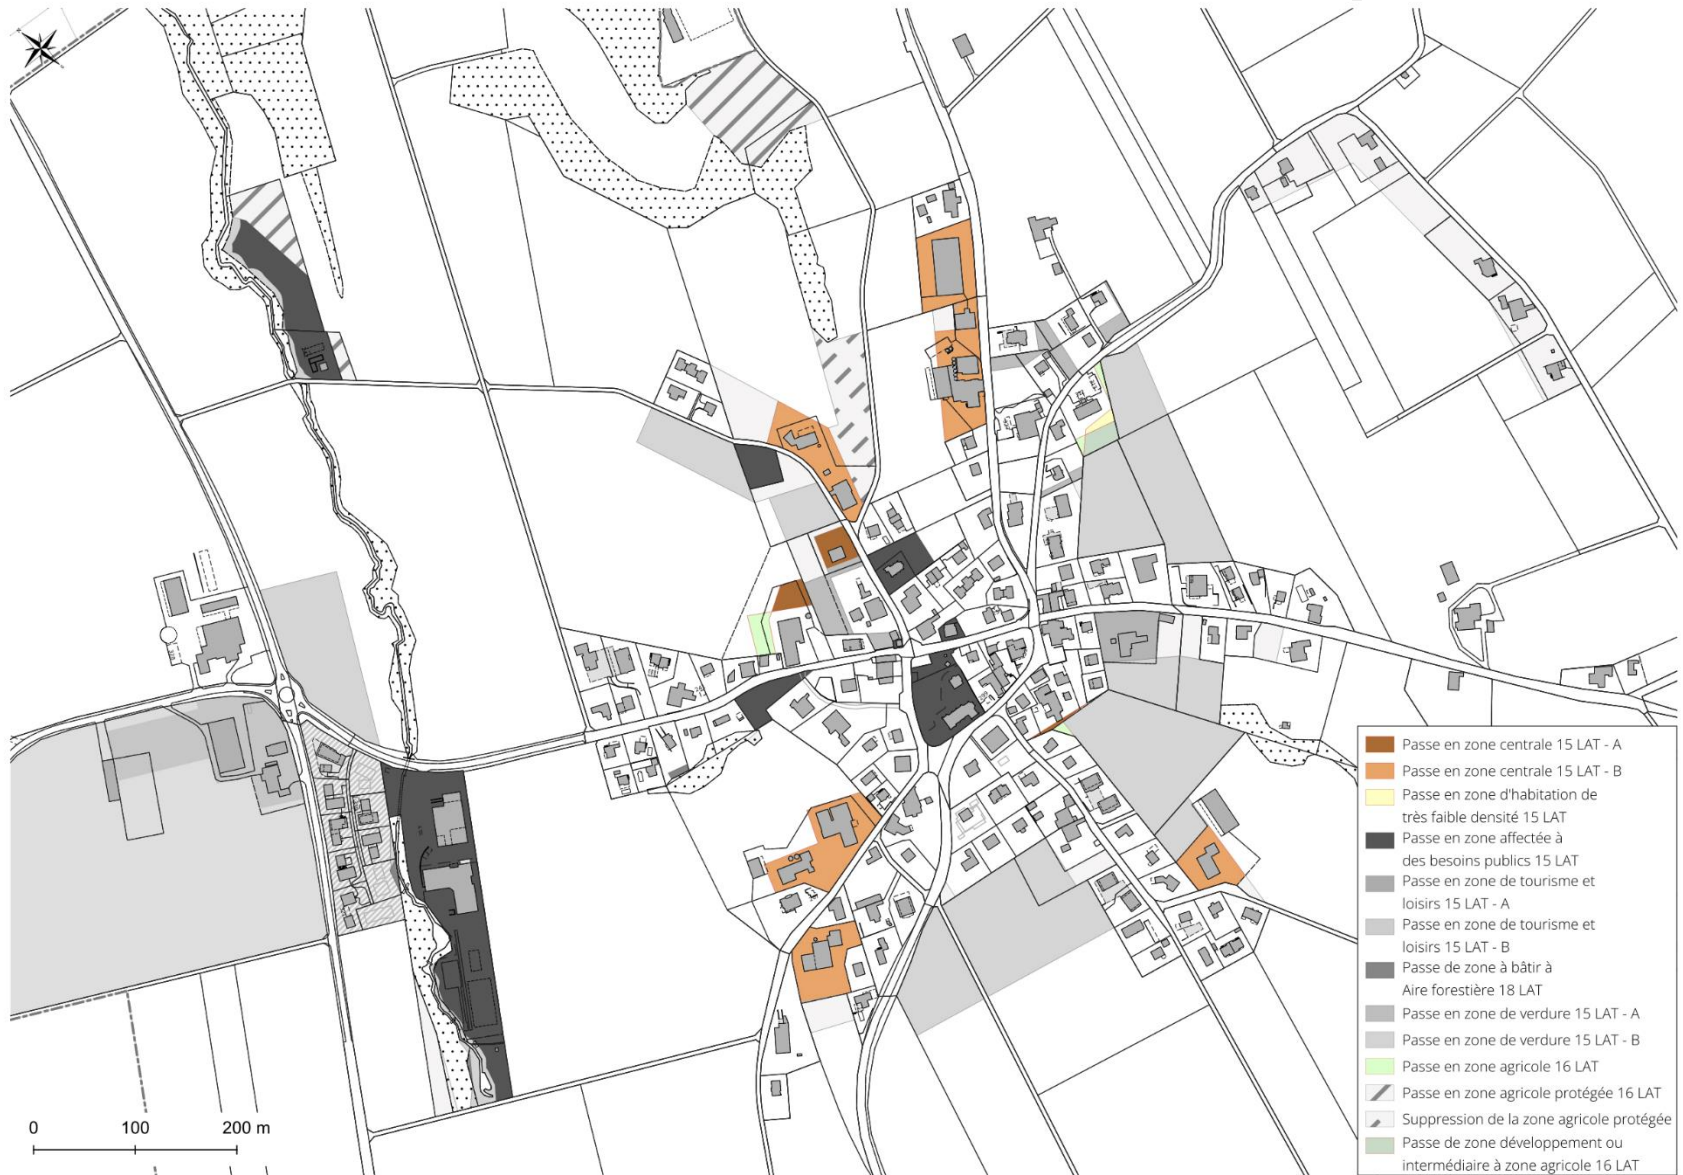 Passe en zone centrale 15 LAT - A
Passe en zone centrale 15 LAT - B
Passe en zone d'habitation de
très faible densité 15 LAT
Passe en zone affectée à
des besoins publics 15 LAT
Passe en zone de tourisme et
loisirs 15 LAT - A
Passe en zone de tourisme et
loisirs 15 LAT - B
Passe de zone à bâtir à
Aire forestière 18 LAT
Passe en zone de verdure 15 LAT - A
Passe en zone de verdure 15 LAT - B
Passe en zone agricole 16 LAT
Passe en zone agricole protégée 16 LAT
Suppression de la zone agricole protégée
Passe de zone développement ou
intermédiaire à zone agricole 16 LAT
0 100 200 m